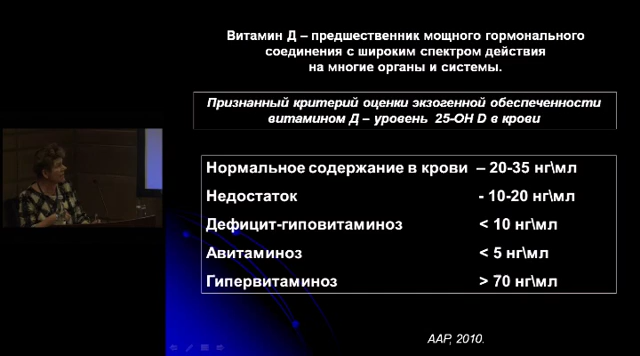 Витамин Д – предшественник мощного гормонального
соединения с широким спектром действия
на многие органы и системы.
Признанный критерий оценки экзогенной обеспеченности
витамином Д – уровень 25-ОН D в крови
Нормальное содержание в крови – 20-35 нг\мл
Недостаток - 10-20 нг\мл
Дефицит-гиповитаминоз < 10 нг\мл
Авитаминоз < 5 нг\мл
Гипервитаминоз > 70 нг\мл
ААР, 2010.